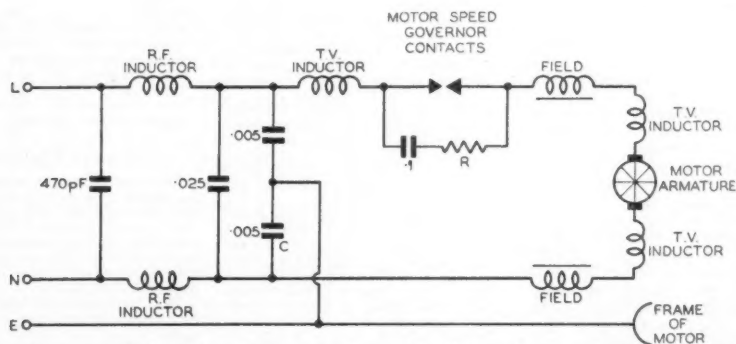 MOTOR SPEED
GOVERNOR
CONTACTS
R.F.
INDUCTOR
T.V.
INDUCTOR
FIELD
L
·005
T.V.
INDUCTOR
470pF
·025
·1
R
MOTOR
ARMATURE
·005
C
T.V.
INDUCTOR
N
R.F
INDUCTOR
FIELD
E
FRAME
OF
MOTOR